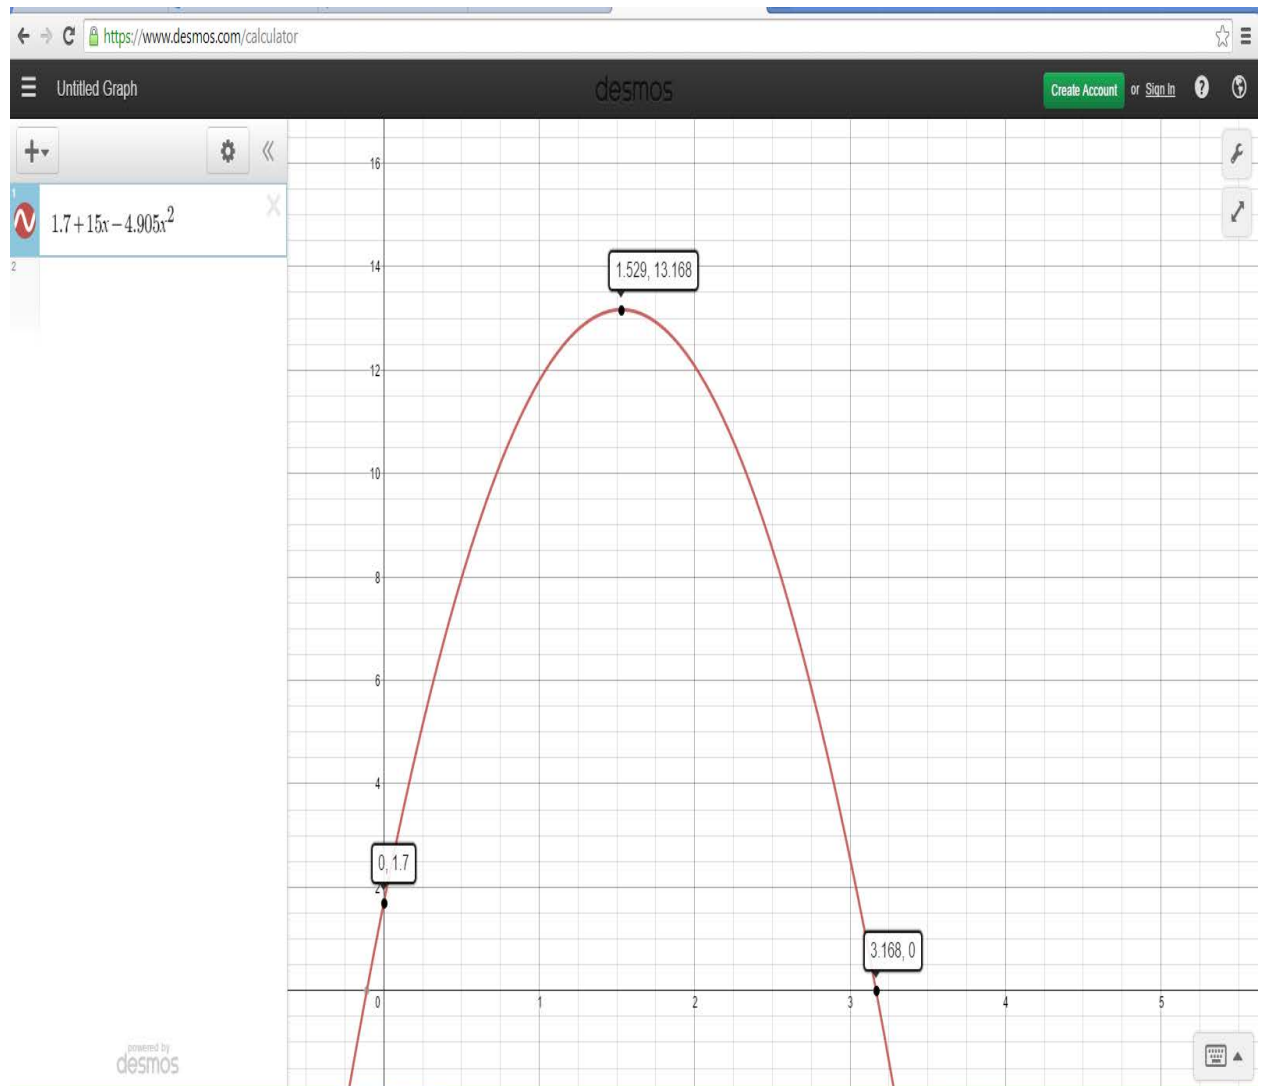 https://www.desmos.com/calculator
Untitled Graph
desmos
Create Account or Sign In ?
1
1.7+15x−4.905x²
2
16
14
12
10
8
6
4
2
1.529, 13.168
0, 1.7
3.168, 0
0 1 2 3 4 5
powered by
desmos